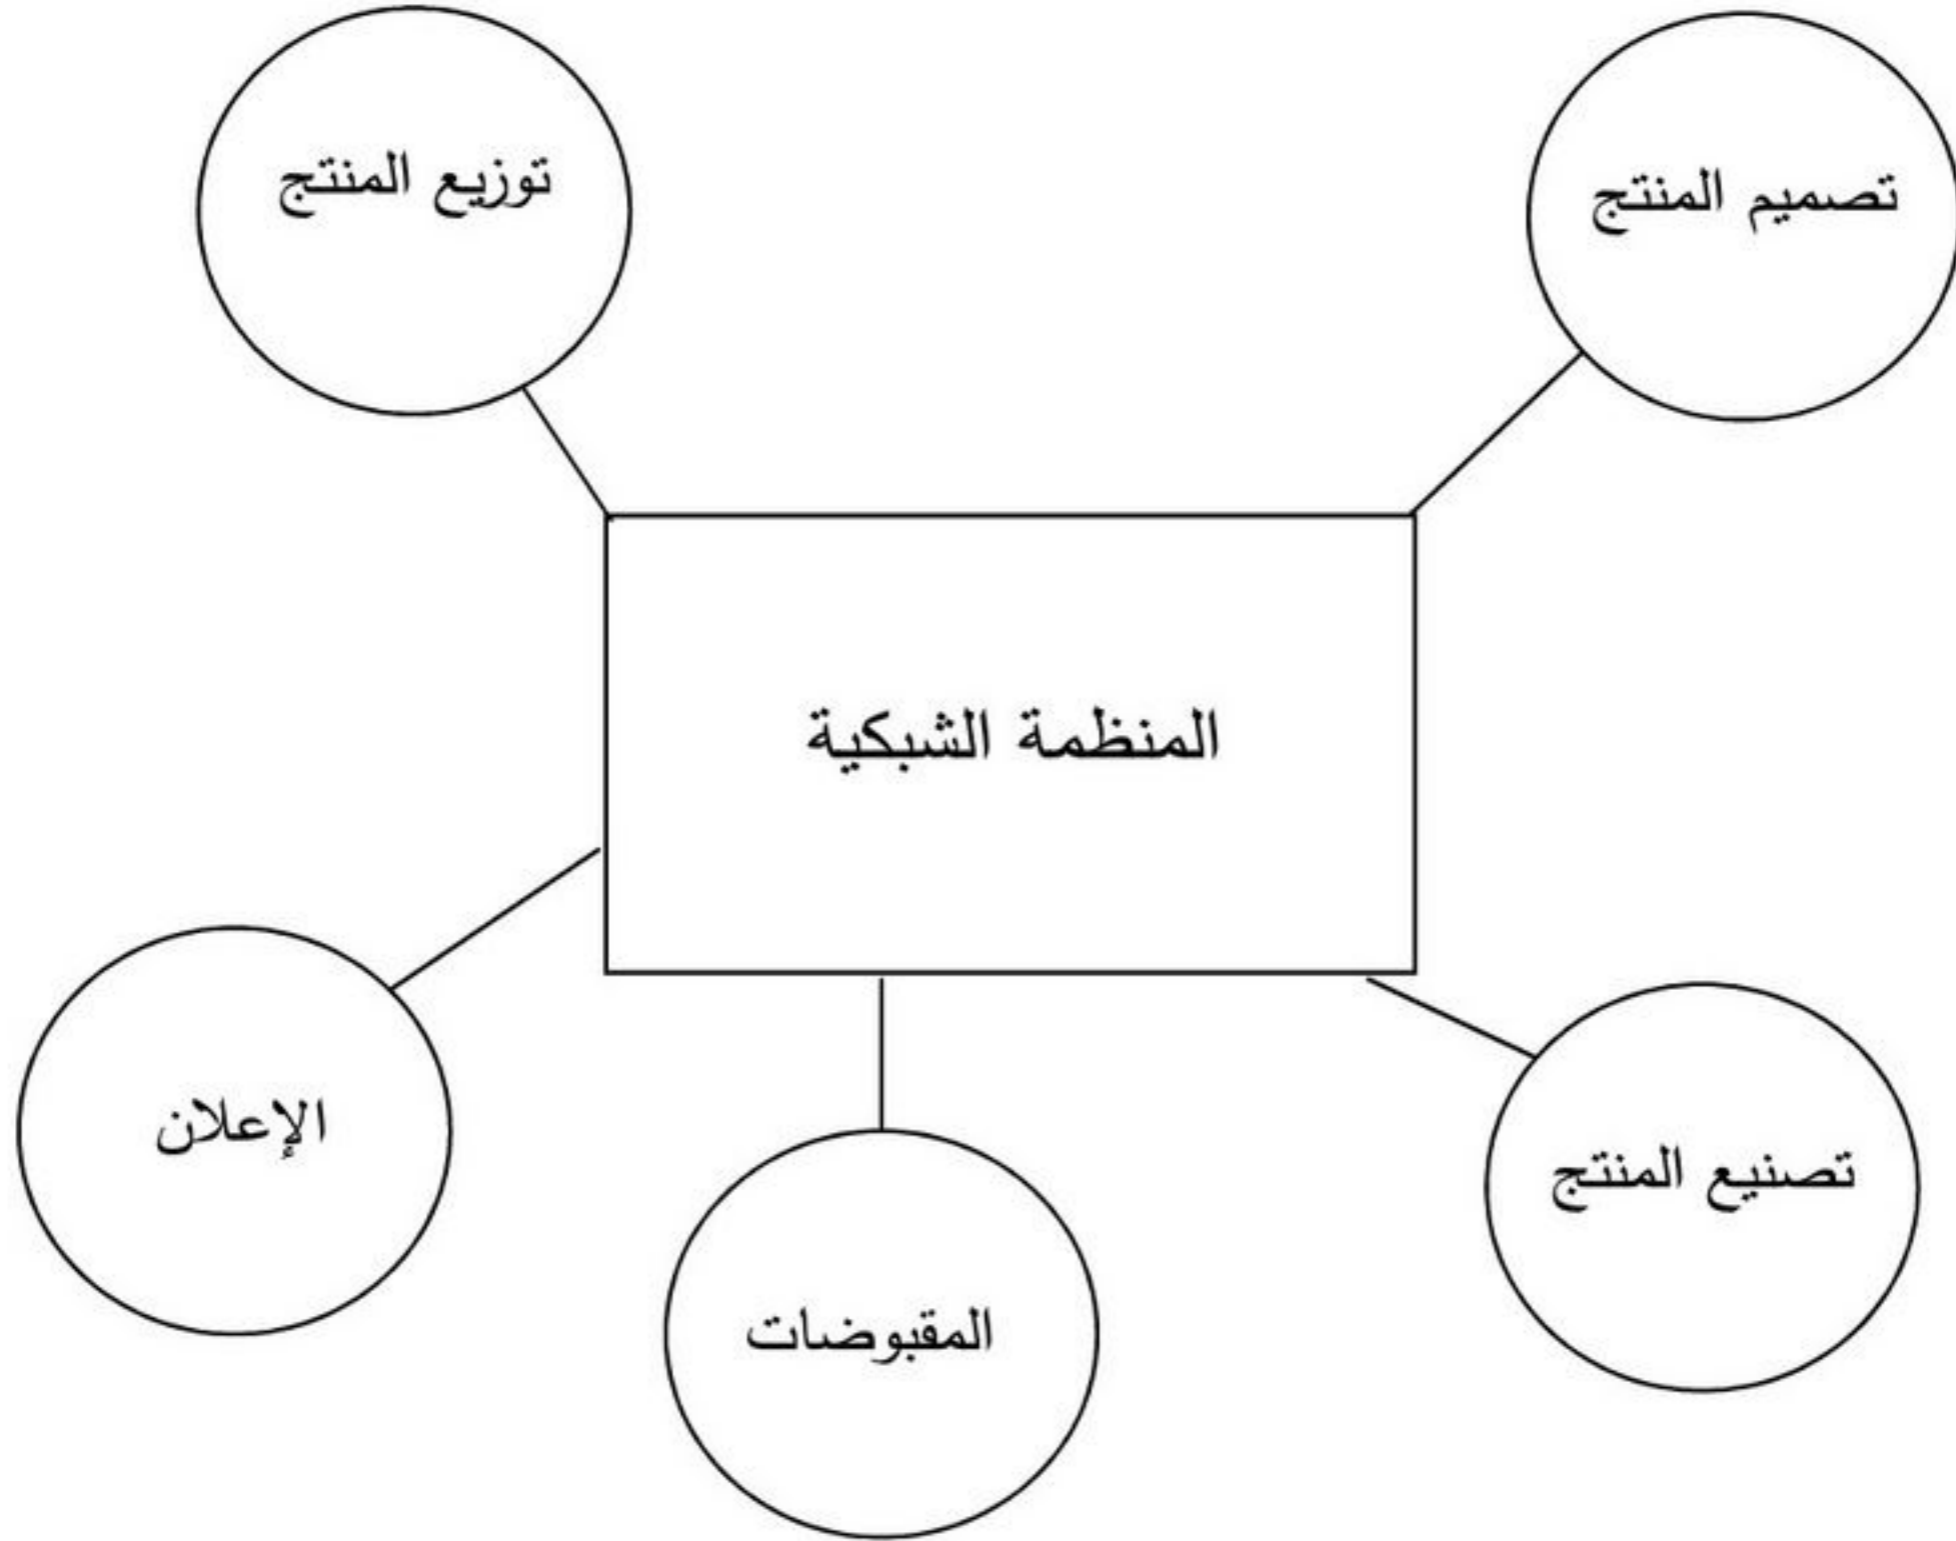 تصميم المنتج
توزيع المنتج
المنظمة الشبكية
تصنيع المنتج
المقبوضات
الإعلان